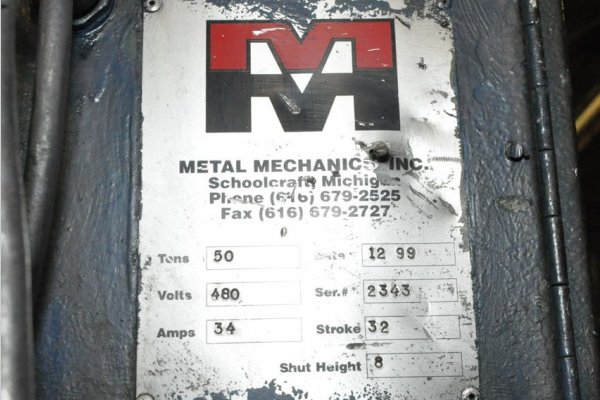 METAL MECHANICS, INC.
Schoolcraft, Michigan
Phone (616) 679-2525
Fax (616) 679-2727
Tons 50 Date 12 99
Volts 480 Ser.# 2343
Amps 34 Stroke 32
Shut Height 8